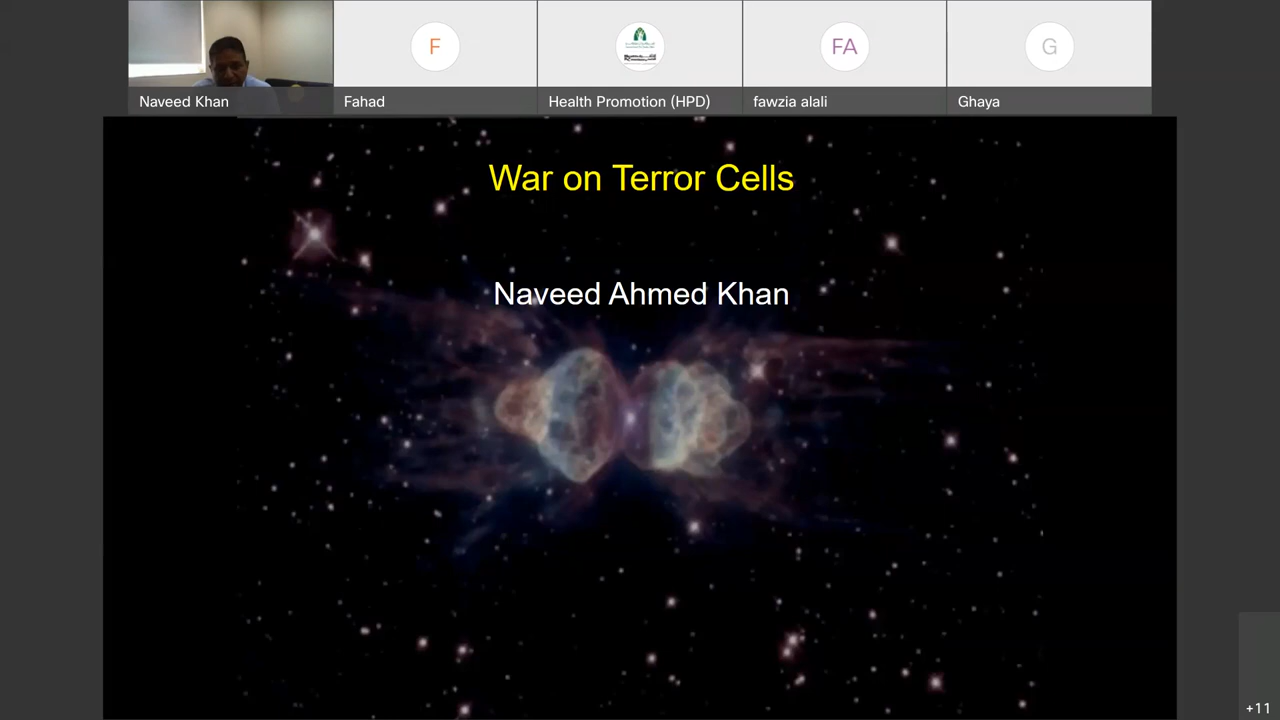 F
FA
G
Naveed Khan
Fahad
Health Promotion (HPD)
fawzia alali
Ghaya
War on Terror Cells
Naveed Ahmed Khan
+11